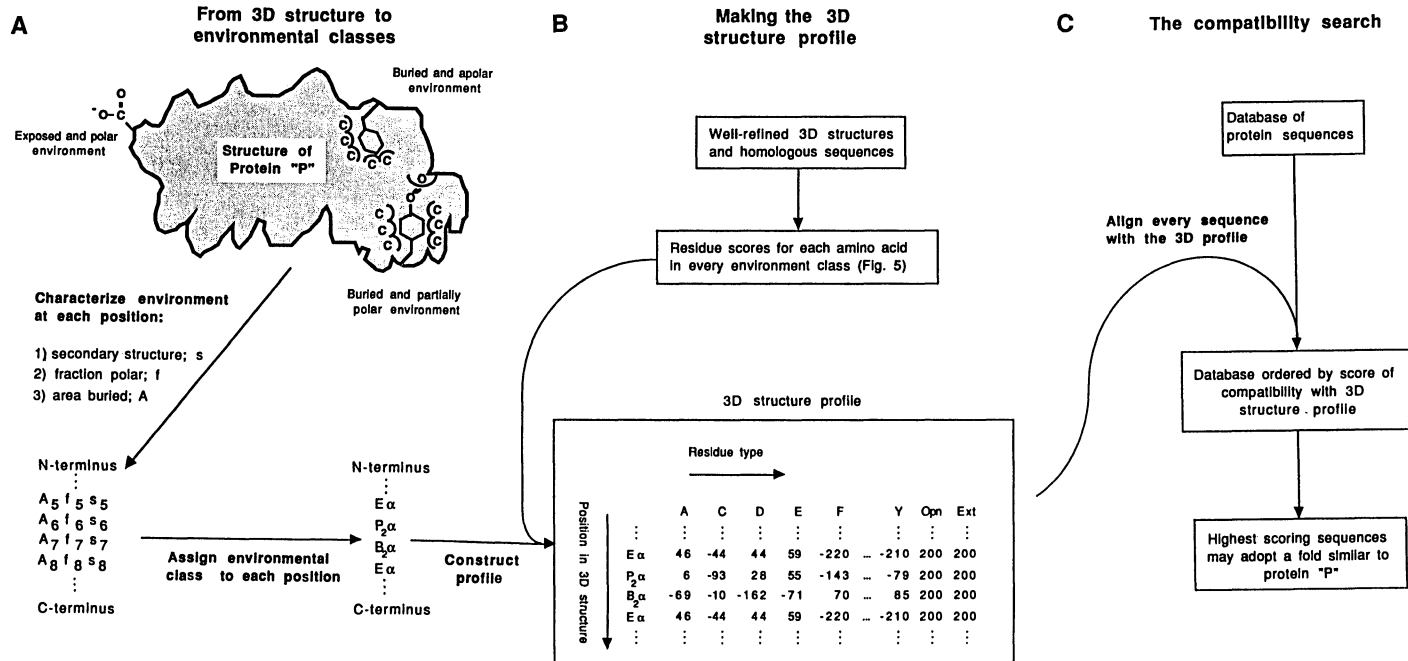 A
From 3D structure to
environmental classes
Buried and apolar
environment
O
-O-C
Exposed and polar
environment
Structure of
Protein "P"
C
C
C
C
C
C
O
O
C
C
C
C
C
C
Buried and partially
polar environment
Characterize environment
at each position:
1) secondary structure; s
2) fraction polar; f
3) area buried; A
N-terminus
A5 f5 s5
A6 f6 s6
A7 f7 s7
A8 f8 s8
C-terminus
Assign environmental
class to each position
N-terminus
Eα
P2α
B2α
Eα
C-terminus
Construct
profile
B
Making the 3D
structure profile
Well-refined 3D structures
and homologous sequences
Residue scores for each amino acid
in every environment class (Fig. 5)
3D structure profile
Residue type
Position in 3D structure
A C D E F Y Opn Ext
Eα 46 -44 44 59 -220 ... -210 200 200
P2α 6 -93 28 55 -143 ... -79 200 200
B2α -69 -10 -162 -71 70 ... 85 200 200
Eα 46 -44 44 59 -220 ... -210 200 200
C
The compatibility search
Database of
protein sequences
Align every sequence
with the 3D profile
Database ordered by score of
compatibility with 3D
structure . profile
Highest scoring sequences
may adopt a fold similar to
protein "P"